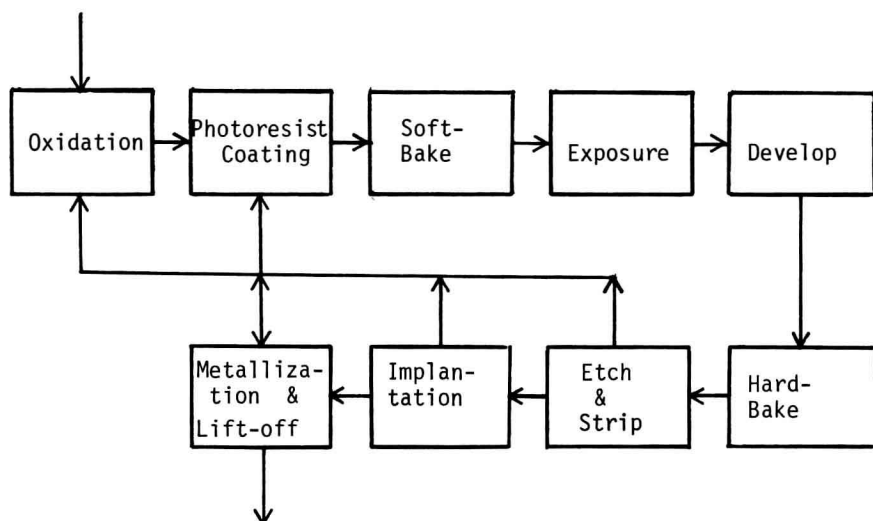 Oxidation
Photoresist
Coating
Soft-
Bake
Exposure
Develop
Metalliza-
tion &
Lift-off
Implan-
tation
Etch
&
Strip
Hard-
Bake